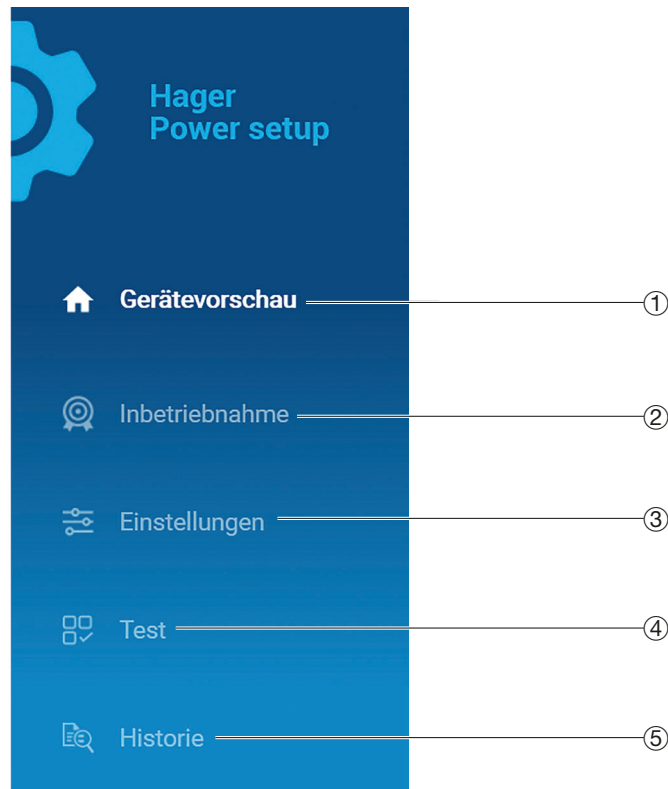 Hager
Power setup
Gerätevorschau ①
Inbetriebnahme ②
Einstellungen ③
Test ④
Historie ⑤